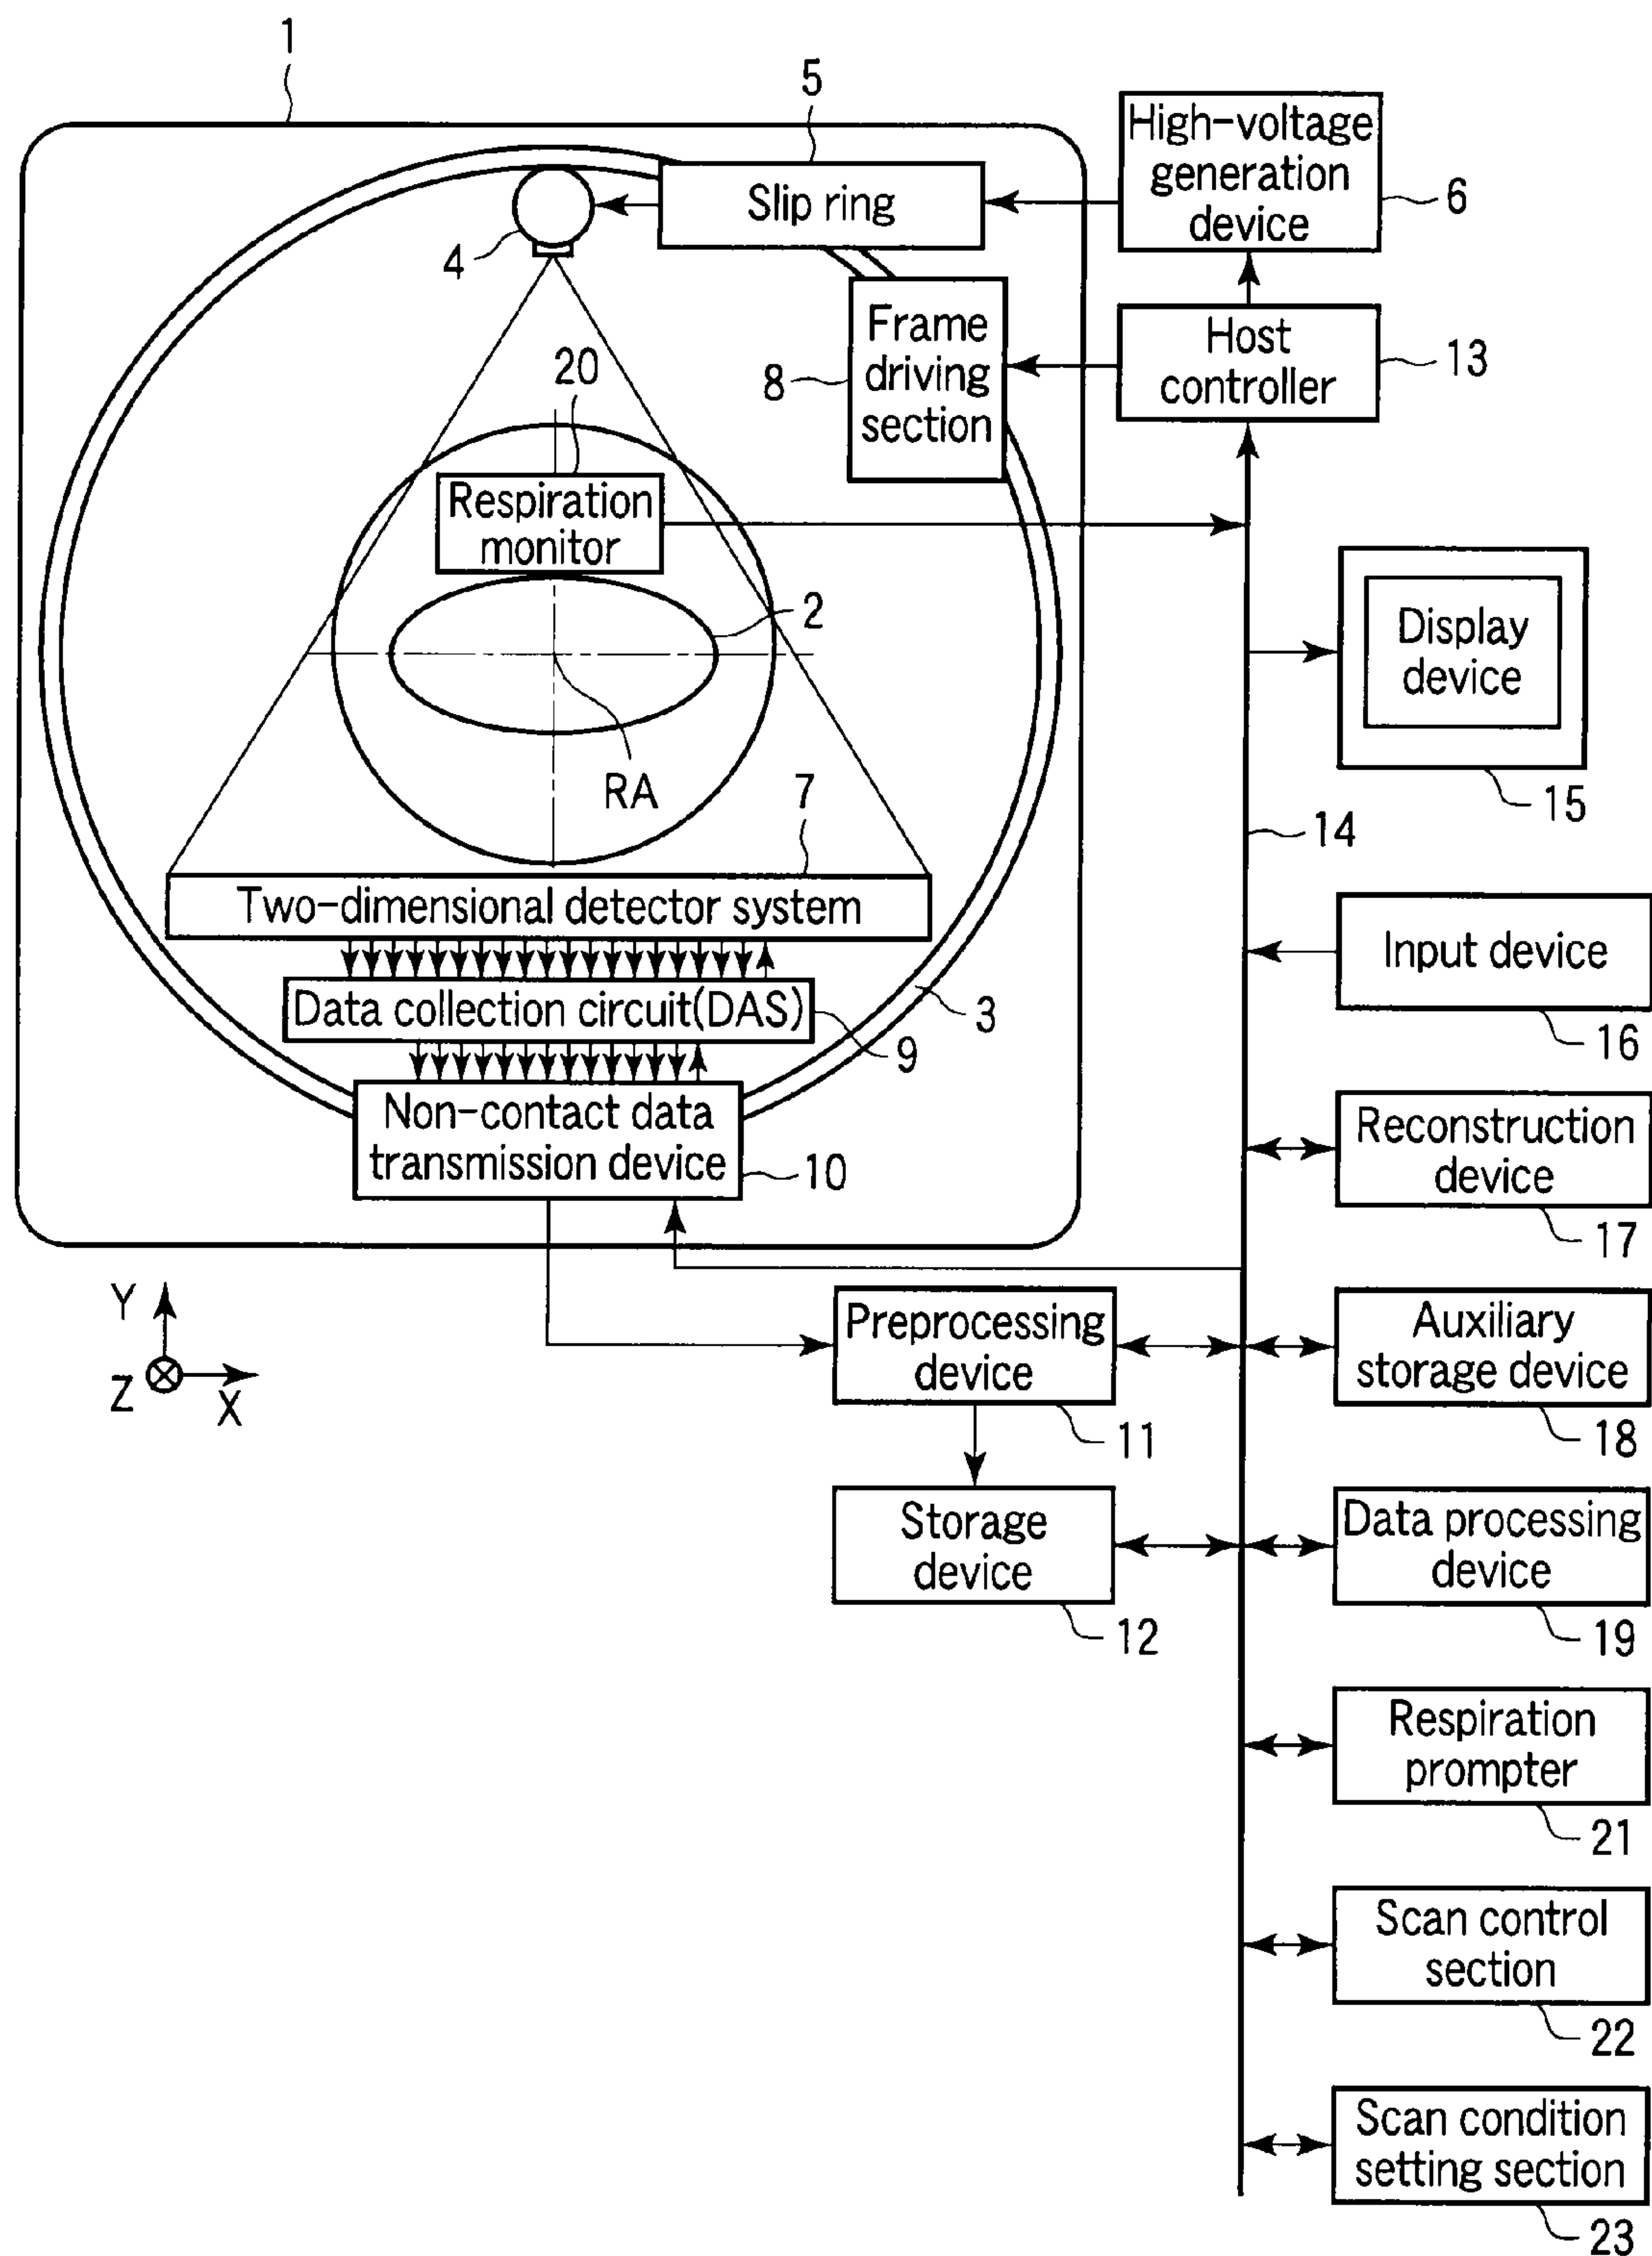 1
5
High-voltage
generation
device
6
Slip ring
4
Frame
driving
section
8
Host
controller
13
20
Respiration
monitor
2
Display
device
15
RA
7
14
Two-dimensional detector system
Input device
16
Data collection circuit(DAS)
3
9
Non-contact data
transmission device
10
Reconstruction
device
17
Y
Z
X
Preprocessing
device
11
Auxiliary
storage device
18
Storage
device
12
Data processing
device
19
Respiration
prompter
21
Scan control
section
22
Scan condition
setting section
23